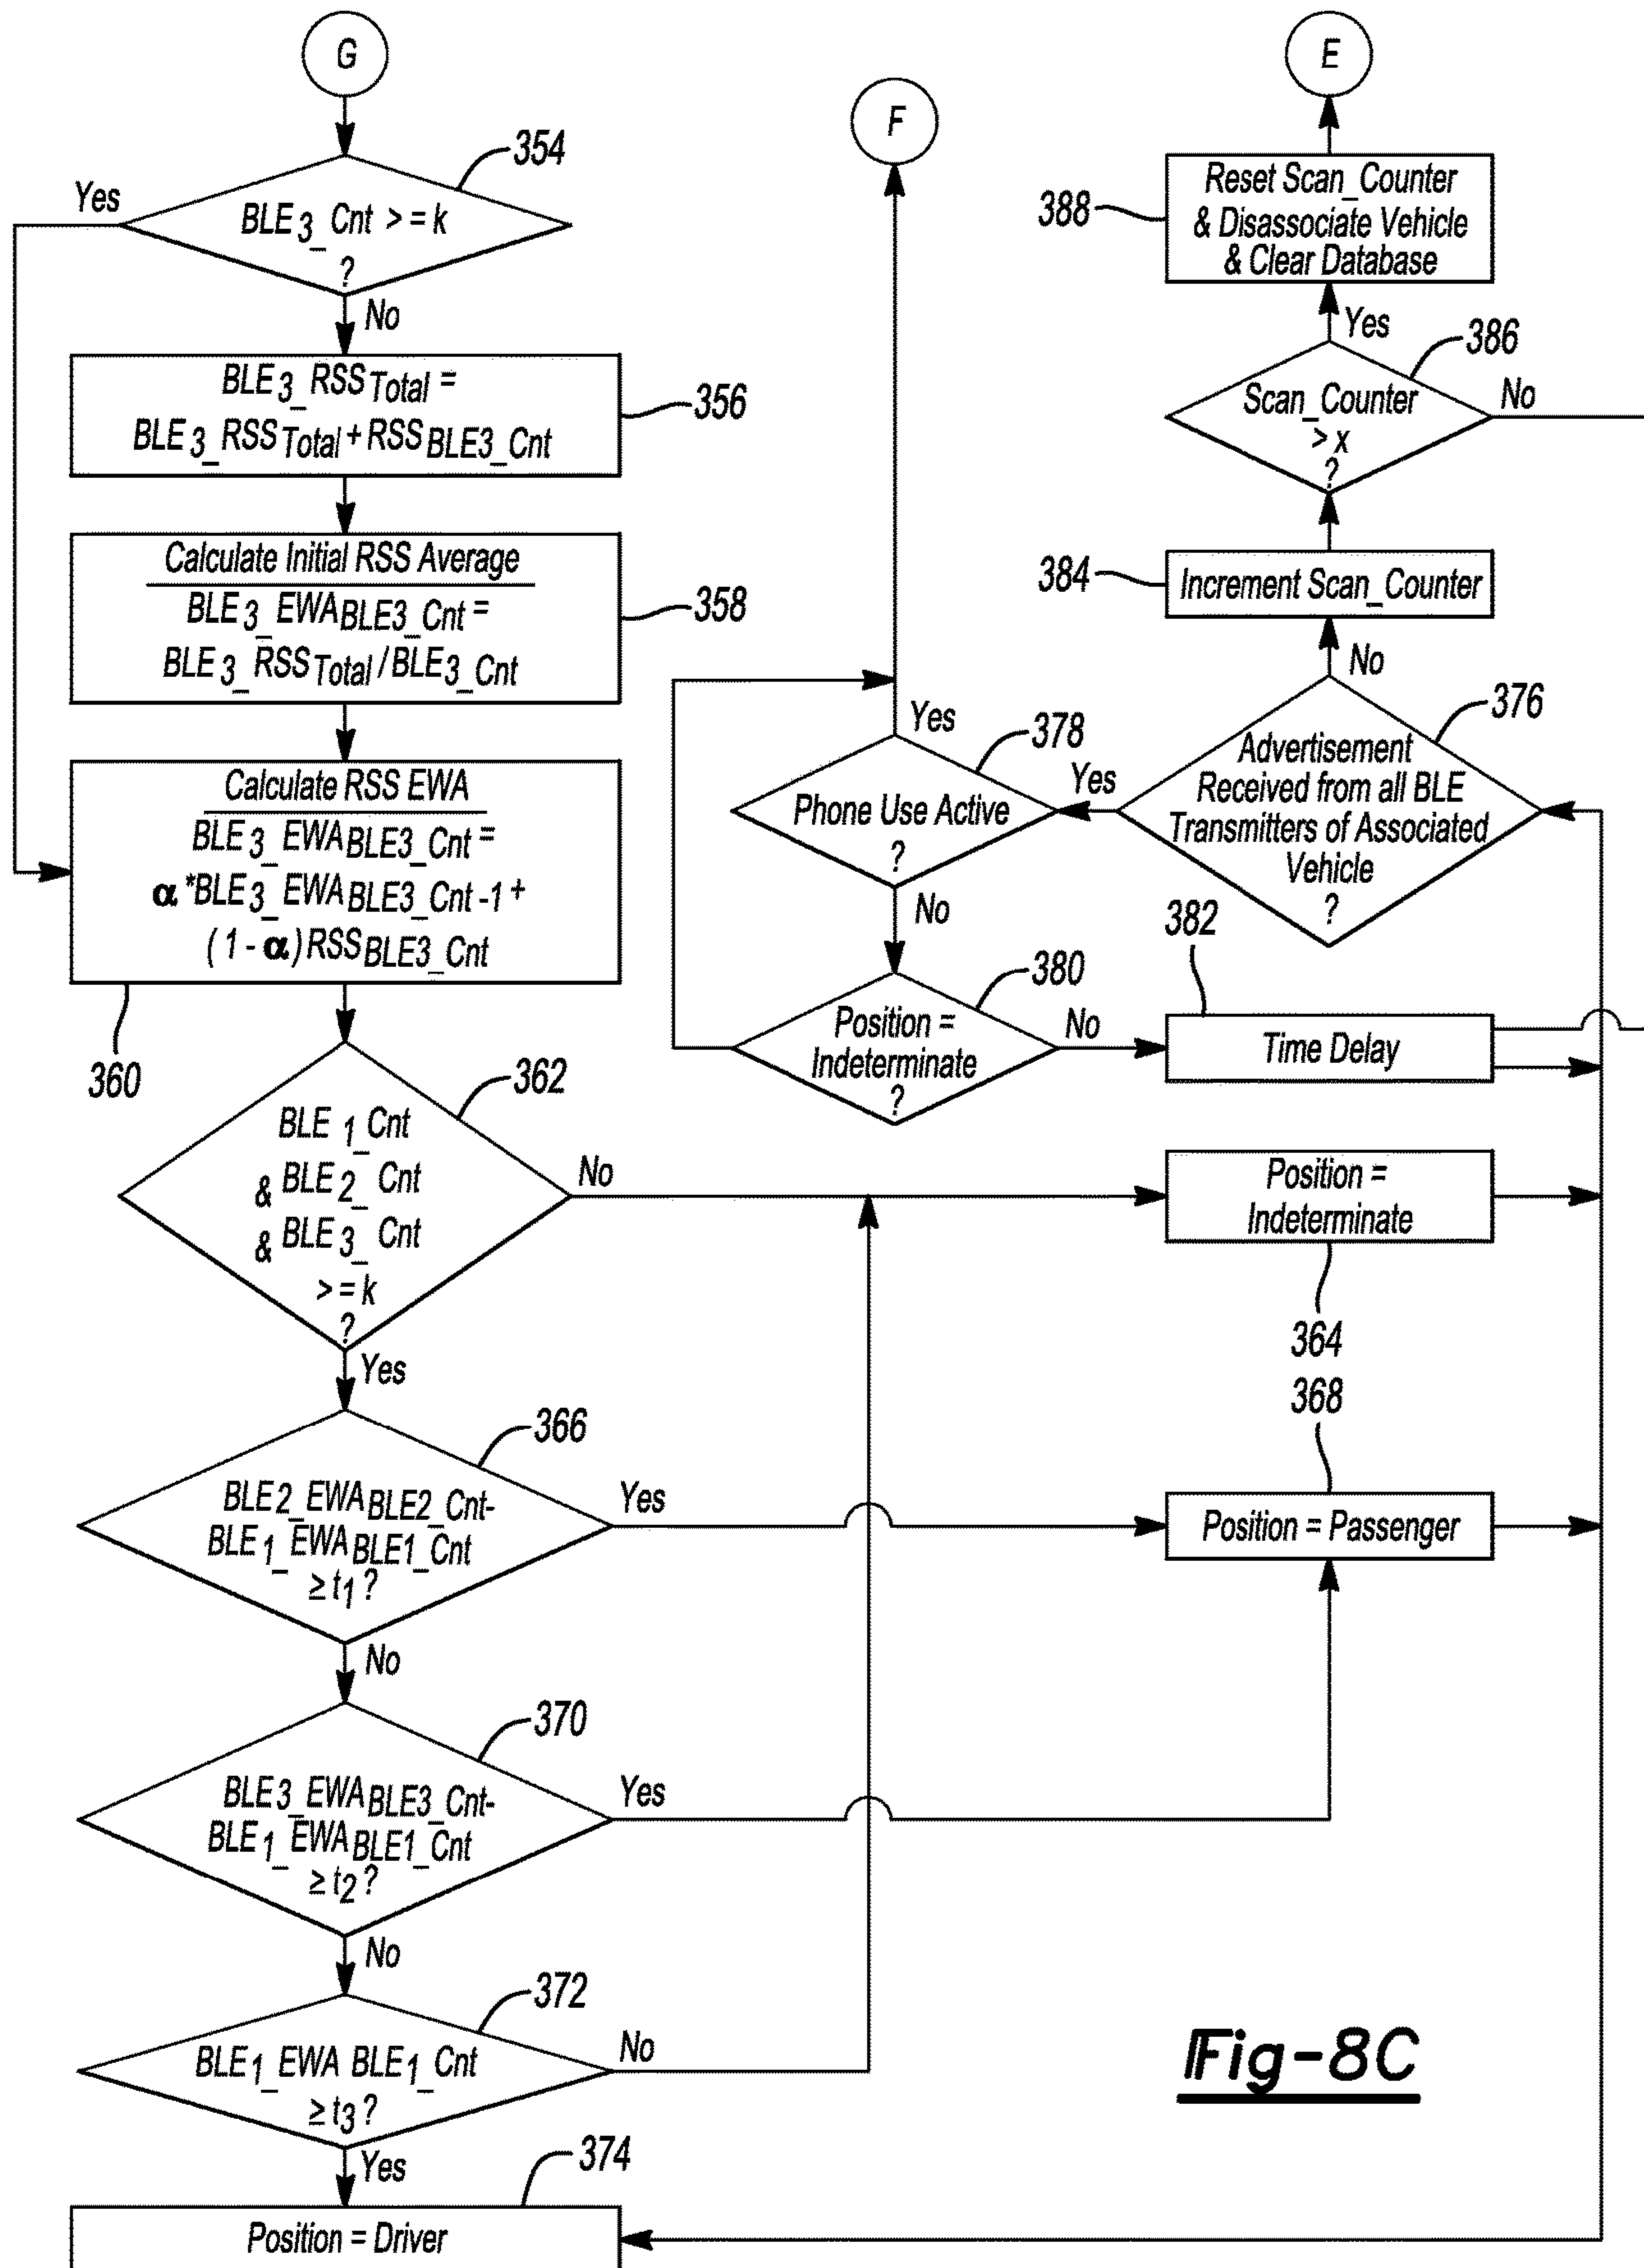 G
354
Yes
BLE3_Cnt >= k
?
No
BLE3_RSSTotal =
BLE3_RSSTotal + RSSBLE3_Cnt
356
Calculate Initial RSS Average
BLE3_EWABLE3_Cnt =
BLE3_RSSTotal / BLE3_Cnt
358
Calculate RSS EWA
BLE3_EWABLE3_Cnt =
α*BLE3_EWABLE3_Cnt -1 +
(1 - α)RSSBLE3_Cnt
360
362
BLE1_Cnt
& BLE2_Cnt
& BLE3_Cnt
>= k
?
No
Yes
366
BLE2_EWABLE2_Cnt-
BLE1_EWABLE1_Cnt
≥ t1 ?
Yes
No
370
BLE3_EWABLE3_Cnt-
BLE1_EWABLE1_Cnt
≥ t2 ?
Yes
No
372
BLE1_EWA BLE1_Cnt
≥ t3 ?
No
Yes
374
Position = Driver
F
Yes
378
Phone Use Active
?
Yes
No
380
Position =
Indeterminate
?
No
E
388
Reset Scan_Counter
& Disassociate Vehicle
& Clear Database
Yes
386
Scan_Counter
> x
?
No
384
Increment Scan_Counter
No
376
Advertisement
Received from all BLE
Transmitters of Associated
Vehicle
?
382
Time Delay
Position =
Indeterminate
364
368
Position = Passenger
Fig-8C